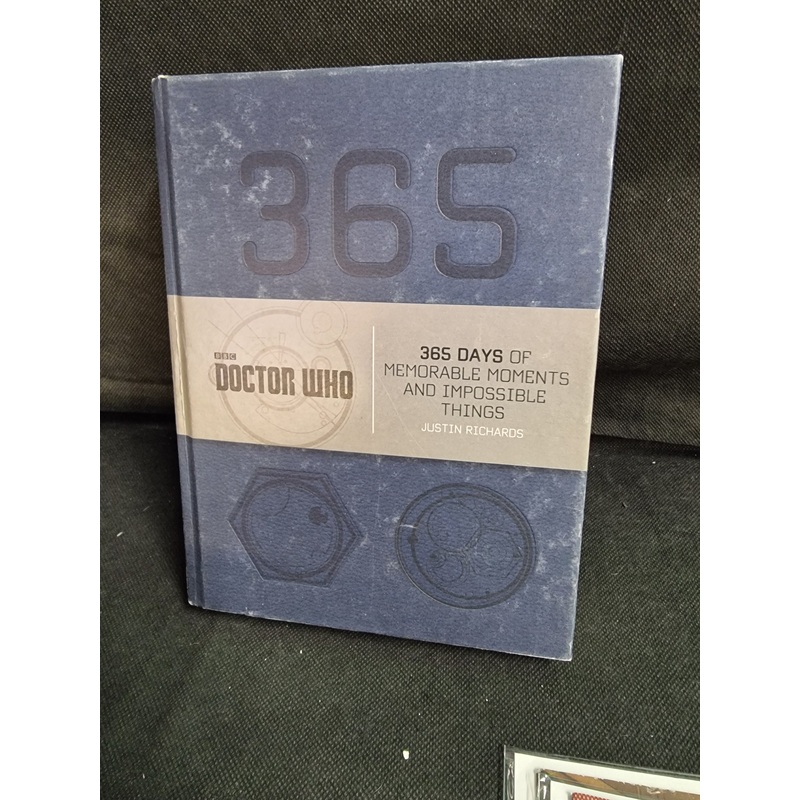 365
BBC
DOCTOR WHO
365 DAYS OF
MEMORABLE MOMENTS
AND IMPOSSIBLE
THINGS
JUSTIN RICHARDS